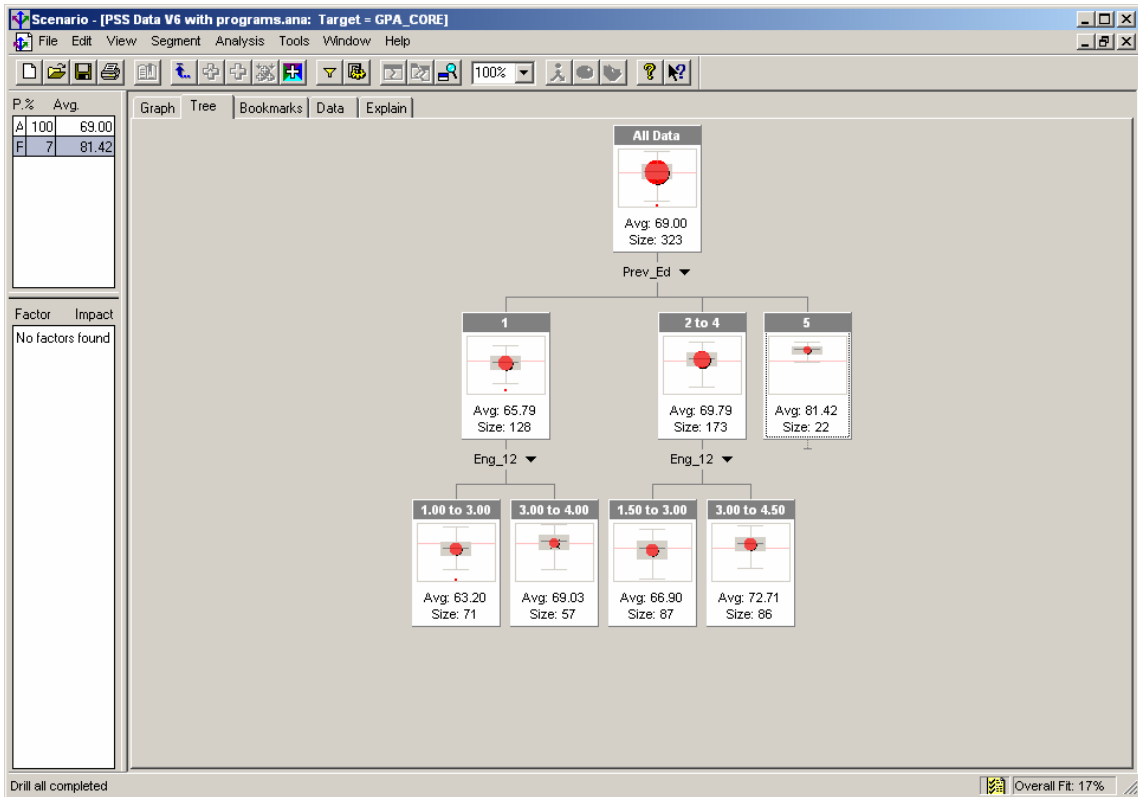 Scenario - [PSS Data V6 with programs.ana: Target = GPA_CORE]
File Edit View Segment Analysis Tools Window Help
100%
P.% Avg.
A 100 69.00
F 7 81.42
Factor Impact
No factors found
Graph Tree Bookmarks Data Explain
All Data
Avg: 69.00
Size: 323
Prev_Ed
1
Avg: 65.79
Size: 128
2 to 4
Avg: 69.79
Size: 173
5
Avg: 81.42
Size: 22
Eng_12
Eng_12
1.00 to 3.00
Avg: 63.20
Size: 71
3.00 to 4.00
Avg: 69.03
Size: 57
1.50 to 3.00
Avg: 66.90
Size: 87
3.00 to 4.50
Avg: 72.71
Size: 86
Drill all completed
Overall Fit: 17%